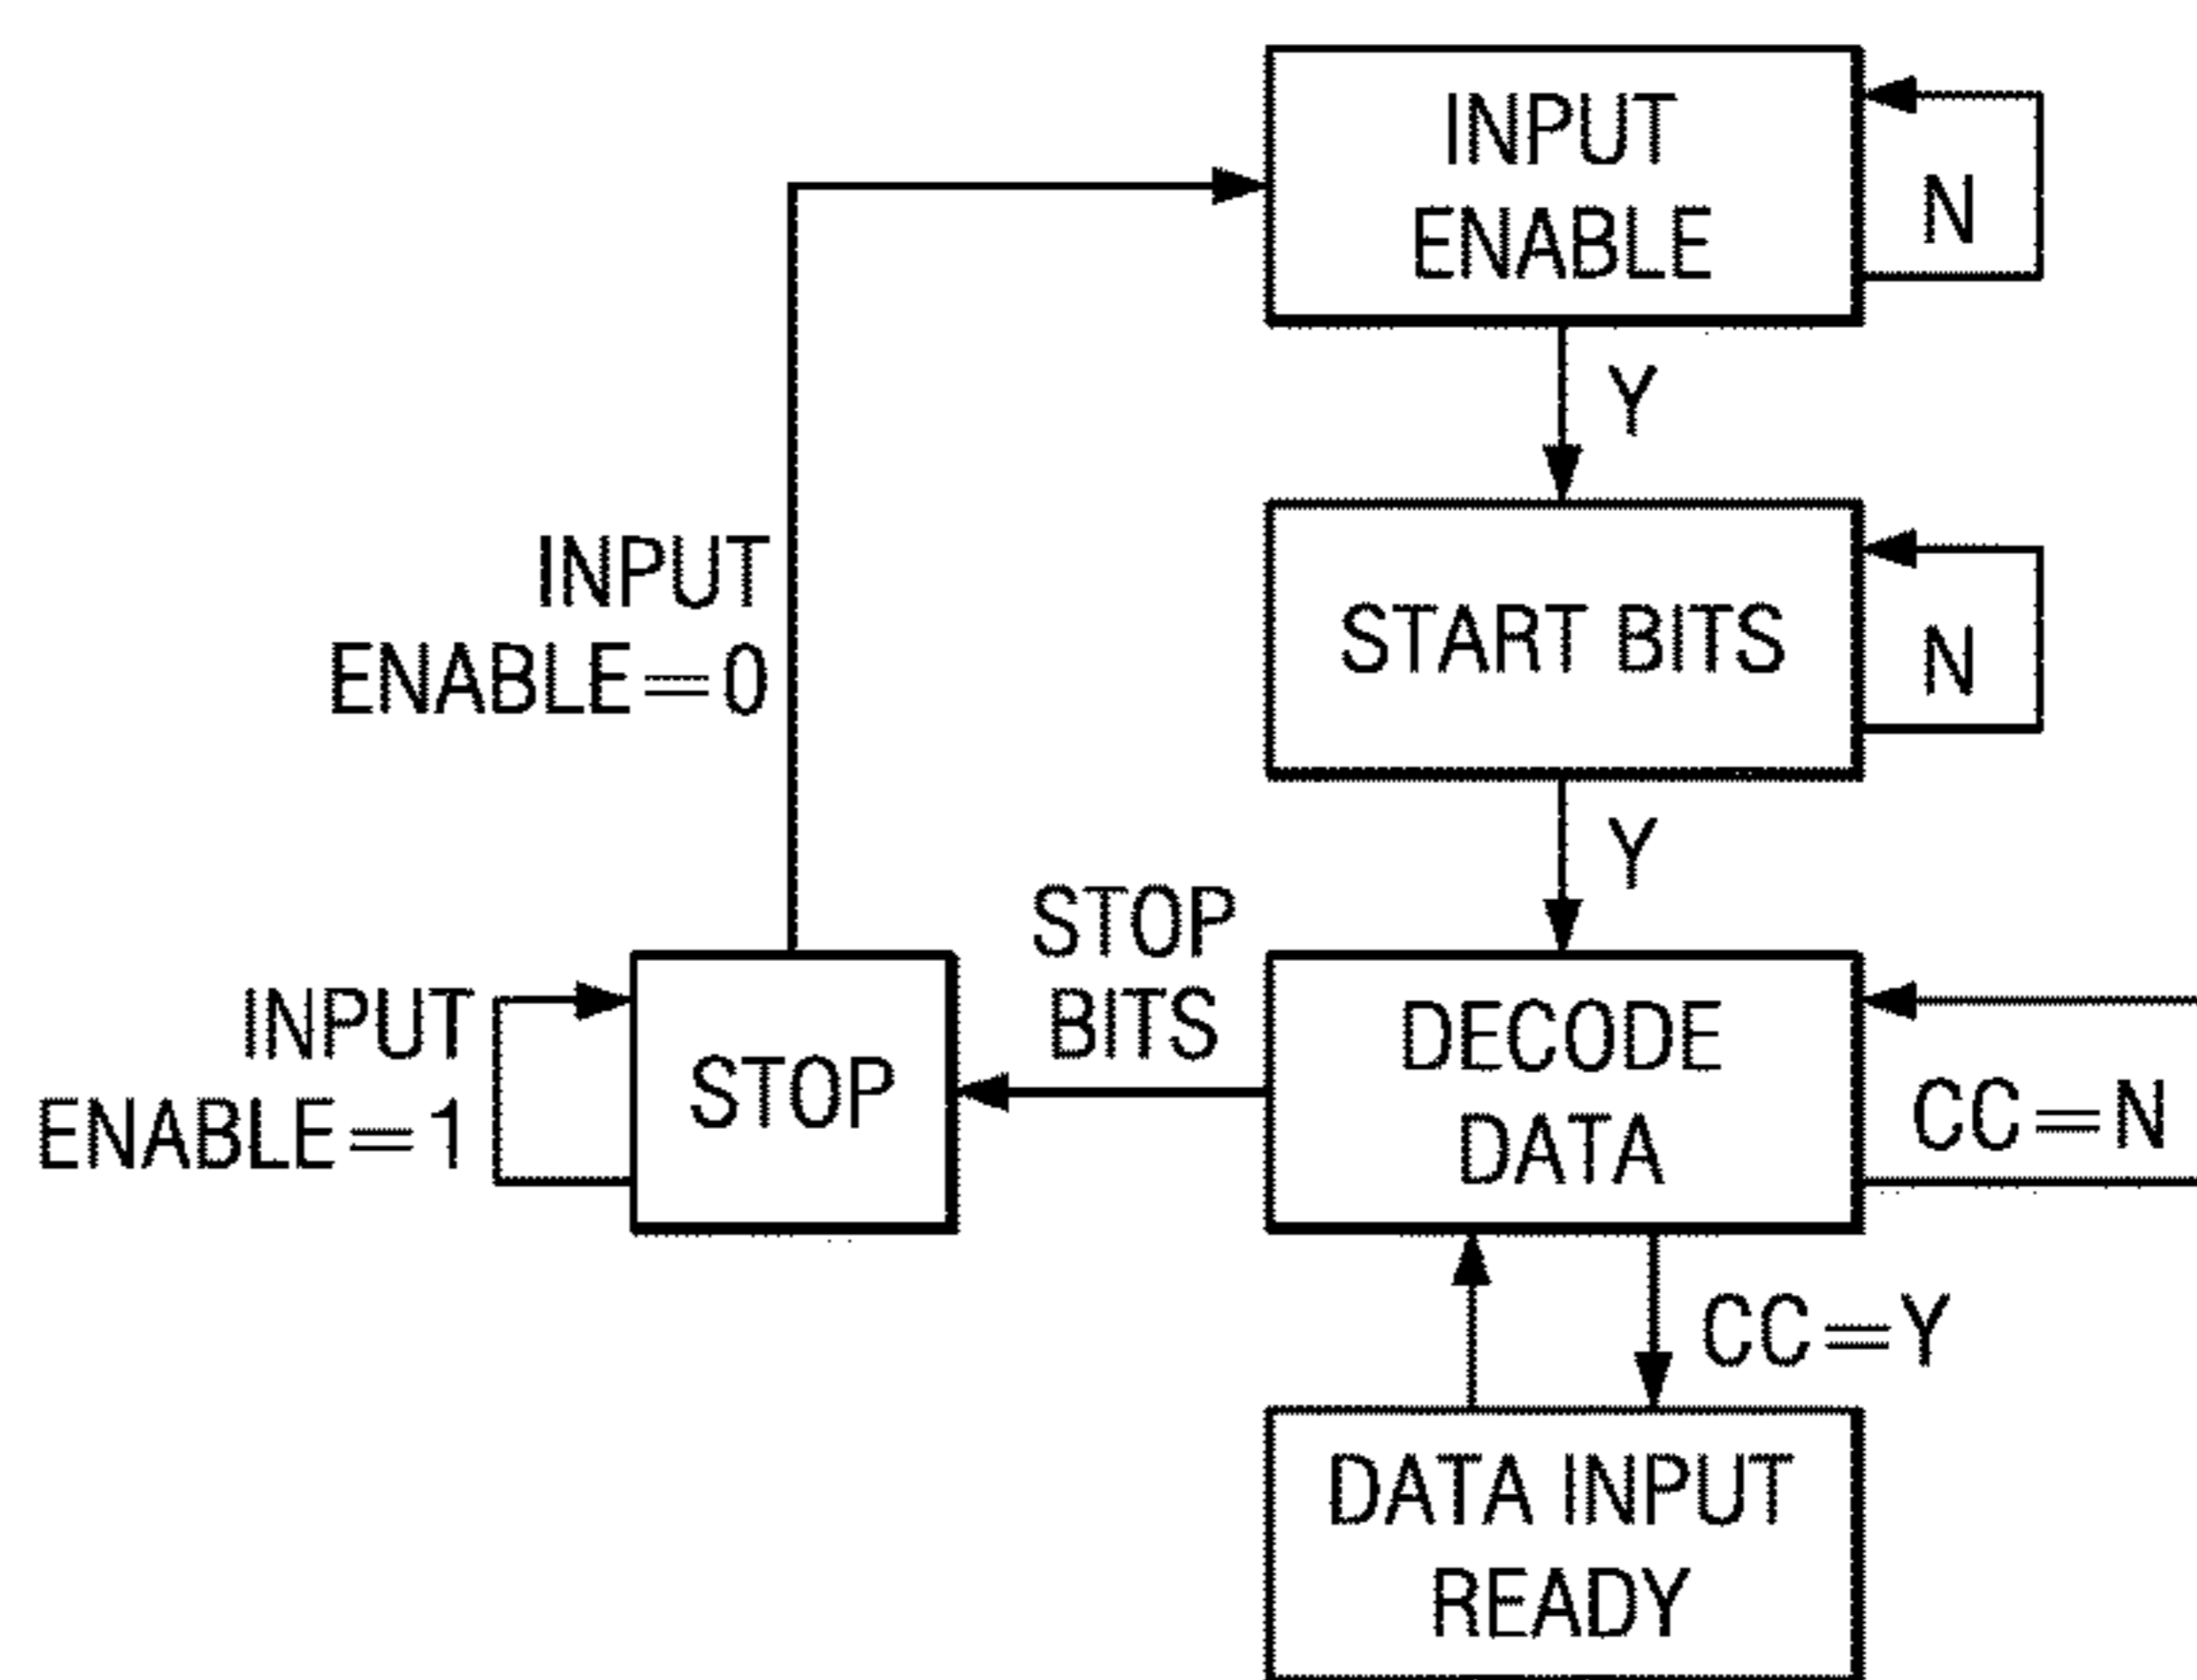 INPUT
ENABLE
N
Y
START BITS
N
INPUT
ENABLE=0
Y
STOP
BITS
INPUT
ENABLE=1
STOP
DECODE
DATA
CC=N
CC=Y
DATA INPUT
READY